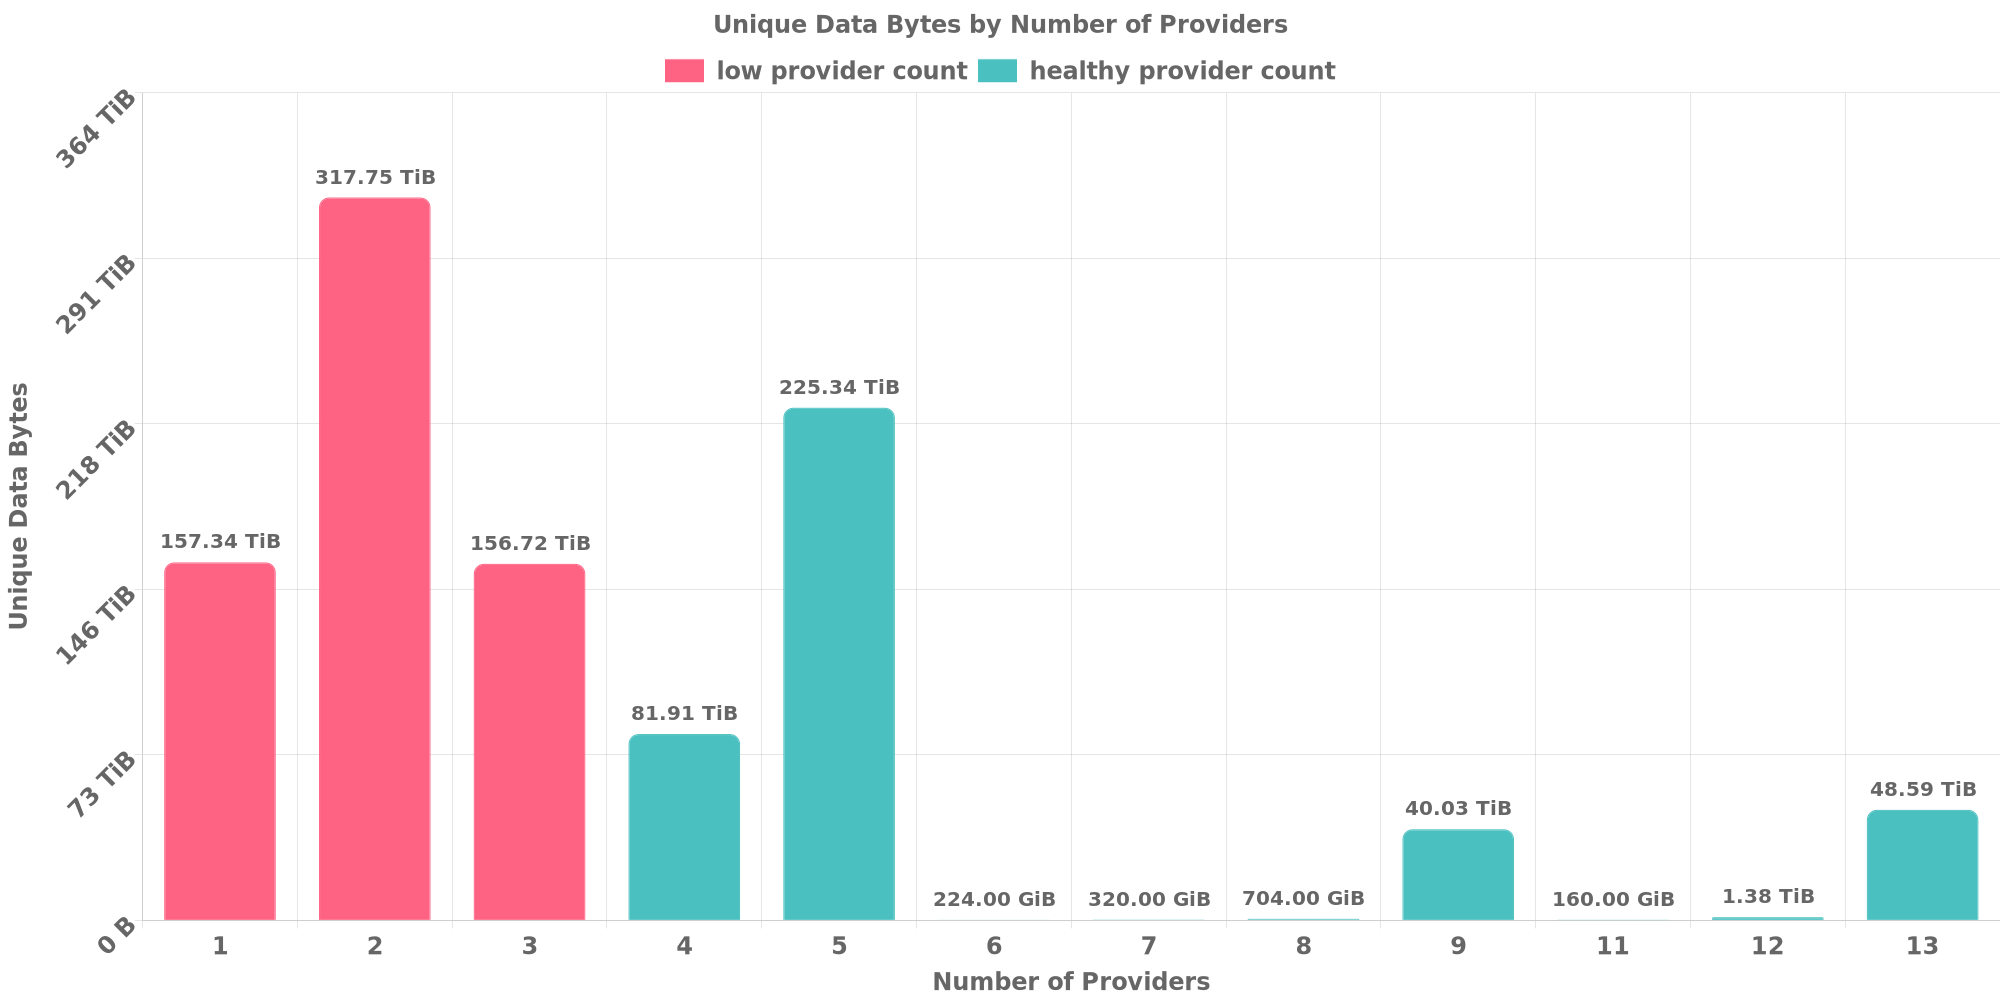 Unique Data Bytes by Number of Providers
low provider count healthy provider count
364 TiB
291 TiB
218 TiB
146 TiB
73 TiB
0 B
Unique Data Bytes
157.34 TiB
317.75 TiB
156.72 TiB
81.91 TiB
225.34 TiB
224.00 GiB
320.00 GiB
704.00 GiB
40.03 TiB
160.00 GiB
1.38 TiB
48.59 TiB
1 2 3 4 5 6 7 8 9 11 12 13
Number of Providers